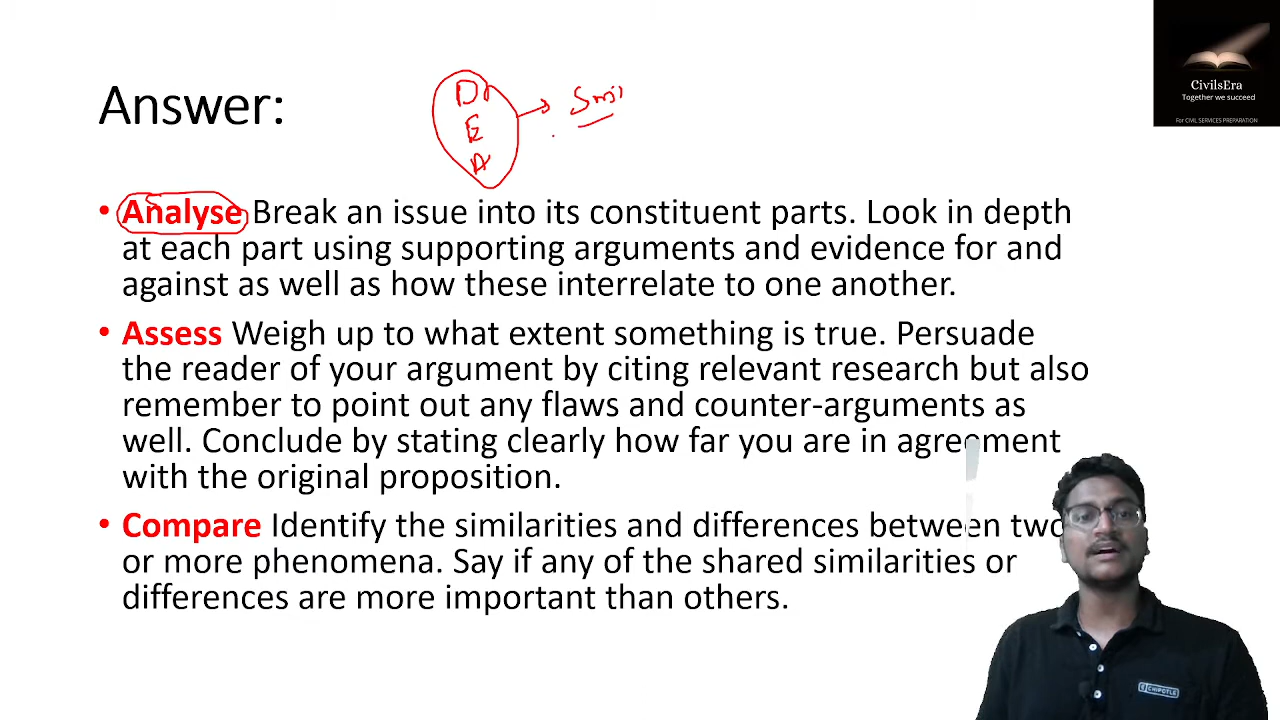 Answer:
D
E
A
CivilsEra
Together we succeed
For CIVIL SERVICES PREPARATION
• Analyse Break an issue into its constituent parts. Look in depth
at each part using supporting arguments and evidence for and
against as well as how these interrelate to one another.
• Assess Weigh up to what extent something is true. Persuade
the reader of your argument by citing relevant research but also
remember to point out any flaws and counter-arguments as
well. Conclude by stating clearly how far you are in agreement
with the original proposition.
• Compare Identify the similarities and differences between two
or more phenomena. Say if any of the shared similarities or
differences are more important than others.
CHIPOTLE